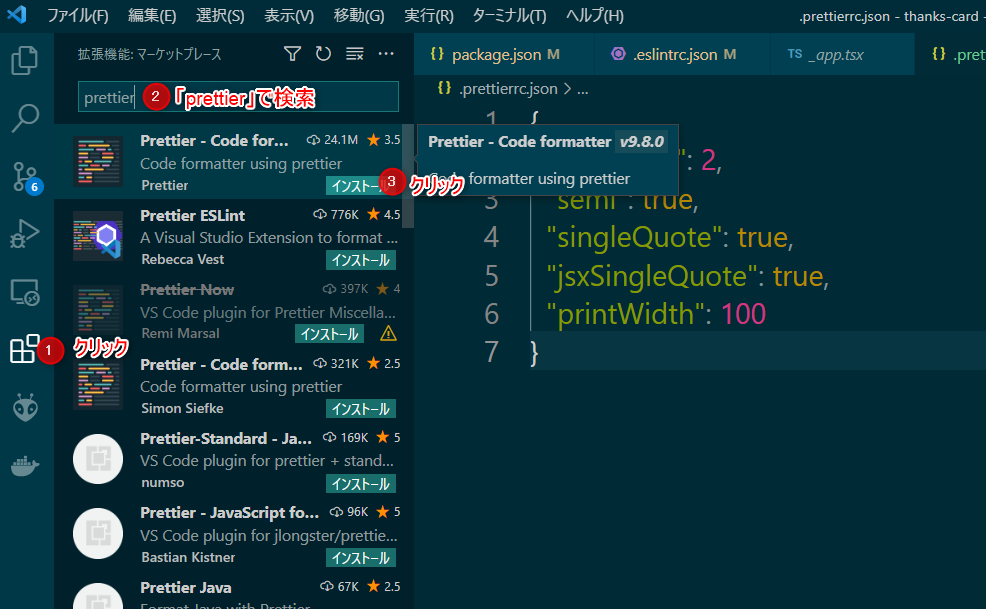 ファイル(F) 編集(E) 選択(S) 表示(V) 移動(G) 実行(R) ターミナル(T) ヘルプ(H) .prettierrc.json - thanks-card -
拡張機能: マーケットプレース
{} package.json M .eslintrc.json M TS _app.tsx {} .pret
prettier 2 「prettier」で検索
{} .prettierrc.json > ...
Prettier - Code for... 24.1M 3.5
Code formatter using prettier
Prettier インストール 3 クリック
Prettier - Code formatter v9.8.0
Code formatter using prettier
Prettier ESLint 776K 4.5
A Visual Studio Extension to format ...
Rebecca Vest インストール
Prettier Now 397K 4
VS Code plugin for Prettier Miscella...
Remi Marsal インストール
1 クリック
6
Prettier - Code form... 321K 2.5
Code formatter using prettier
Simon Siefke インストール
Prettier-Standard - Ja... 169K 5
VS Code plugin for prettier + stand...
numso インストール
Prettier - JavaScript fo... 96K 5
VS Code plugin for jlongster/prettie...
Bastian Kistner インストール
Prettier Java 67K 2.5
Format Java with Prettier
1 {
": 2,
3 "semi": true,
4 "singleQuote": true,
5 "jsxSingleQuote": true,
6 "printWidth": 100
7 }